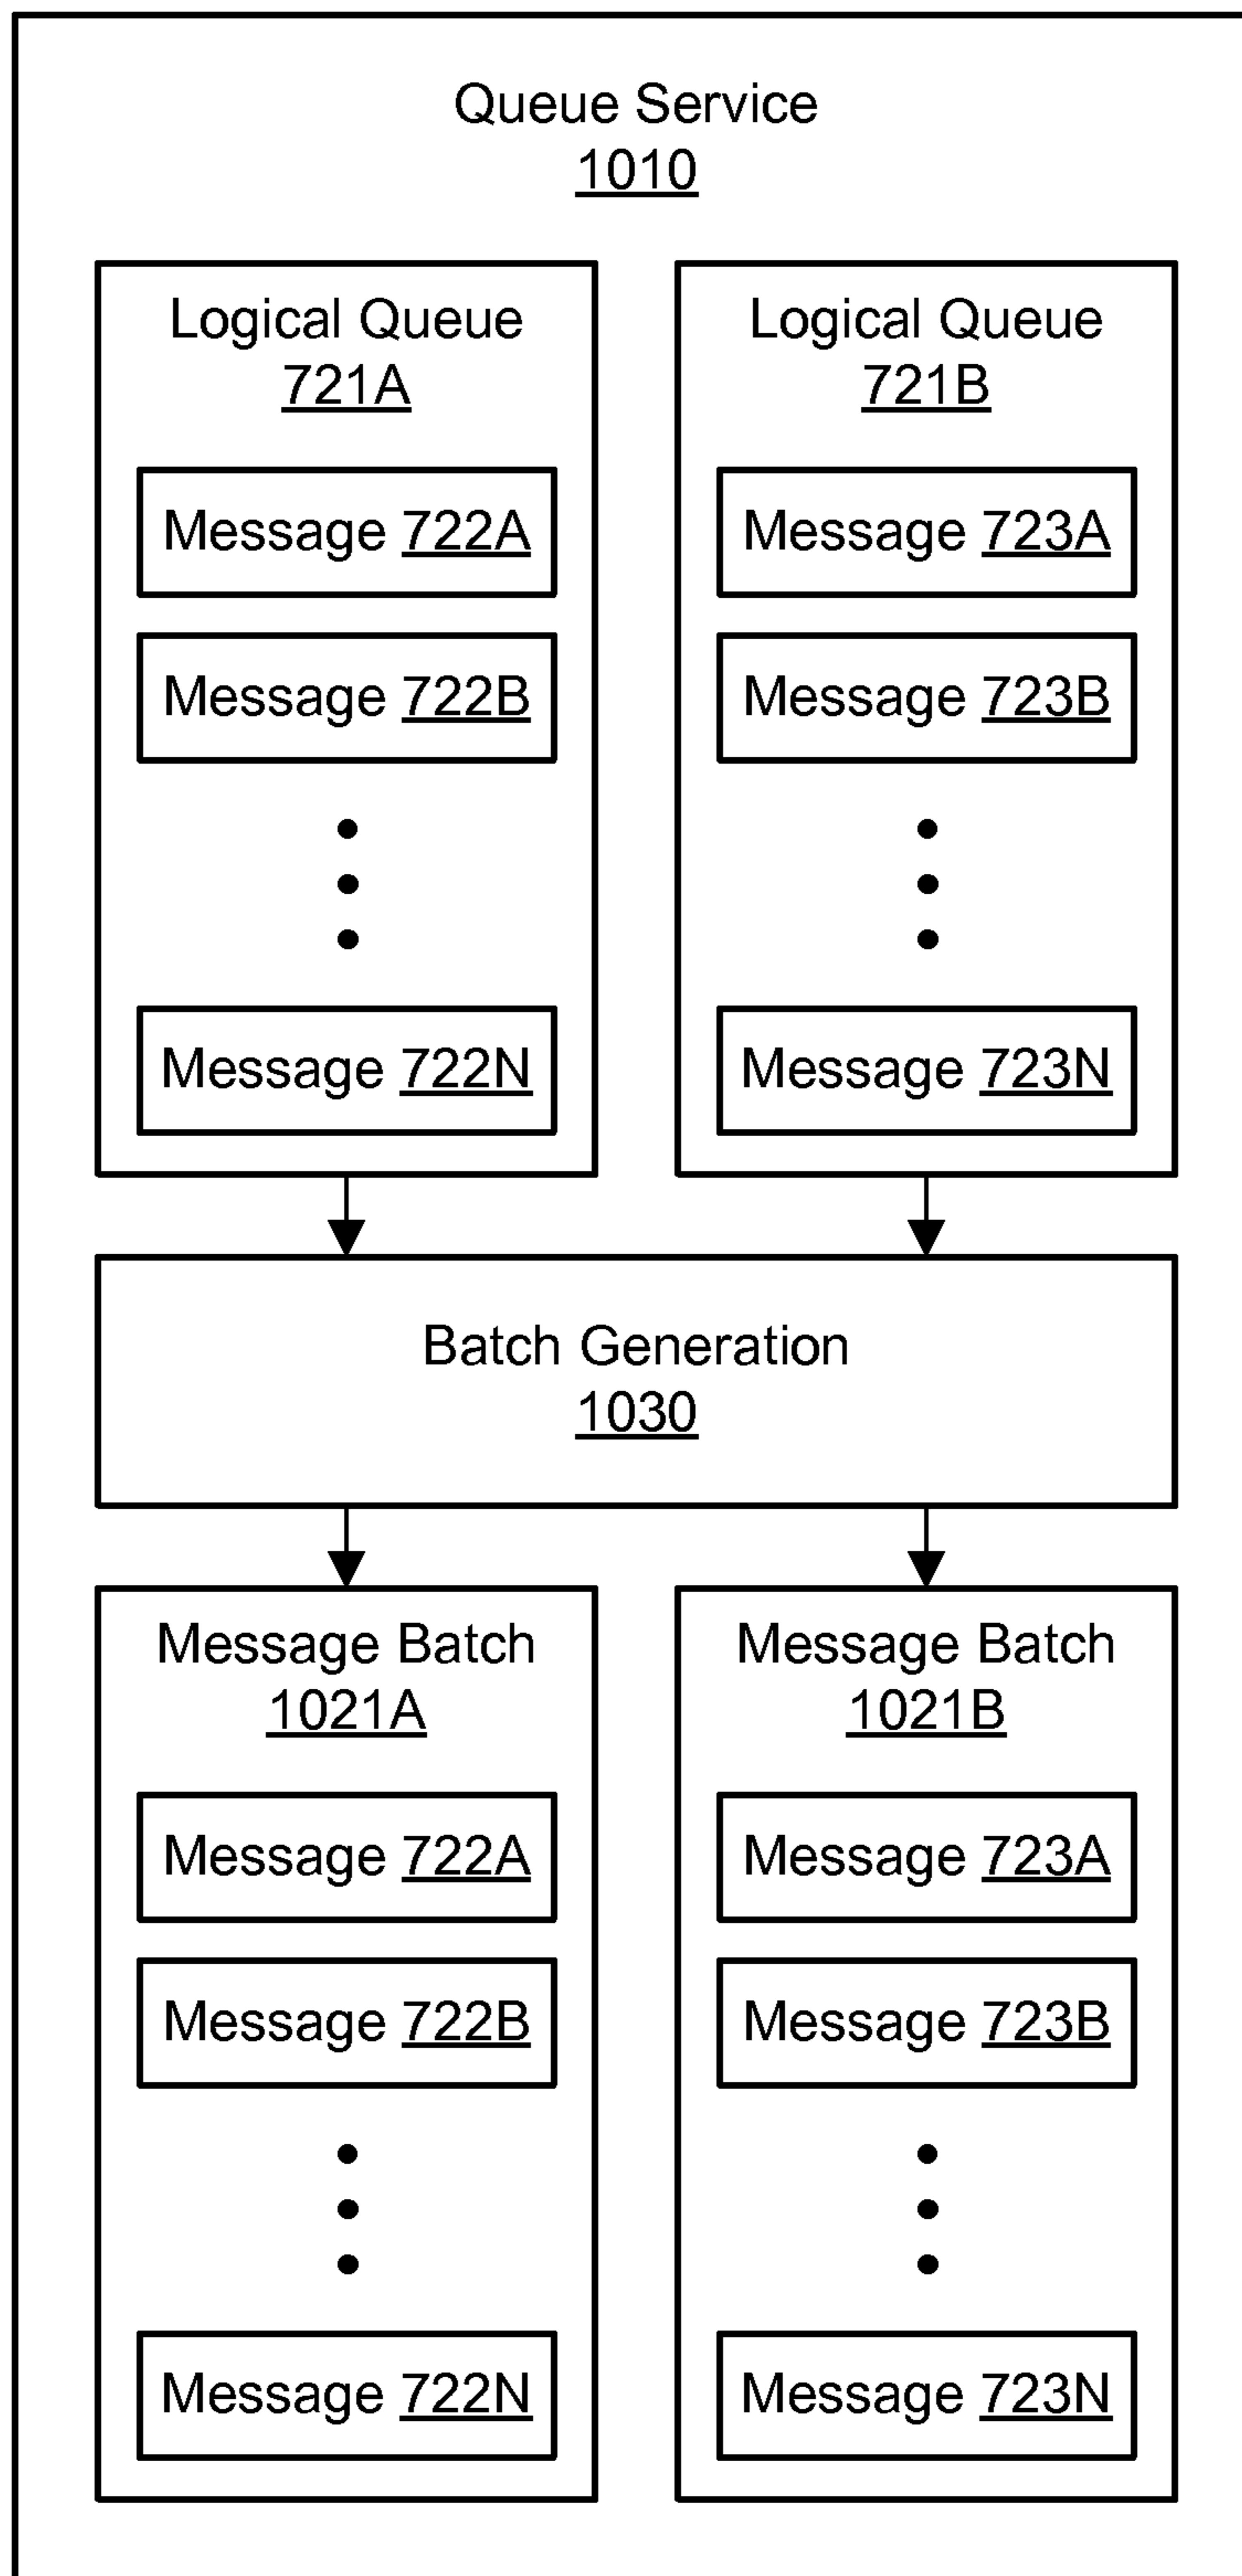 Queue Service
1010
Logical Queue
721A
Message 722A
Message 722B
Message 722N
Logical Queue
721B
Message 723A
Message 723B
Message 723N
Batch Generation
1030
Message Batch
1021A
Message 722A
Message 722B
Message 722N
Message Batch
1021B
Message 723A
Message 723B
Message 723N